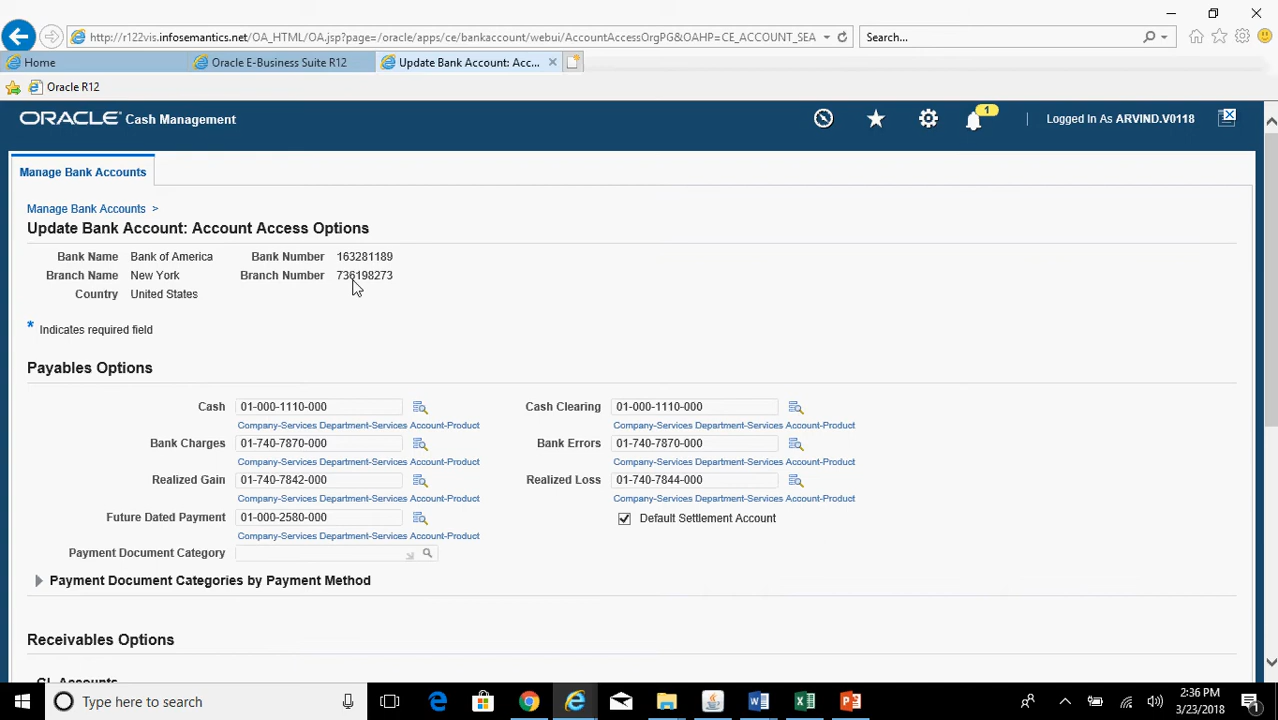 http://r122vis.infosemantics.net/OA_HTML/OA.jsp?page=/oracle/apps/ce/bankaccount/webui/AccountAccessOrgPG&OAHP=CE_ACCOUNT_SEA
Search...
Home
Oracle E-Business Suite R12
Update Bank Account: Acc...
Oracle R12
ORACLE Cash Management
1
Logged In As ARVIND.V0118
Manage Bank Accounts
Manage Bank Accounts >
Update Bank Account: Account Access Options
Bank Name Bank of America Bank Number 163281189
Branch Name New York Branch Number 736198273
Country United States
* Indicates required field
Payables Options
Cash 01-000-1110-000 Cash Clearing 01-000-1110-000
Company-Services Department-Services Account-Product Company-Services Department-Services Account-Product
Bank Charges 01-740-7870-000 Bank Errors 01-740-7870-000
Company-Services Department-Services Account-Product Company-Services Department-Services Account-Product
Realized Gain 01-740-7842-000 Realized Loss 01-740-7844-000
Company-Services Department-Services Account-Product Company-Services Department-Services Account-Product
Future Dated Payment 01-000-2580-000 Default Settlement Account
Company-Services Department-Services Account-Product
Payment Document Category
Payment Document Categories by Payment Method
Receivables Options
GL Accounts
Type here to search
2:36 PM
3/23/2018
1